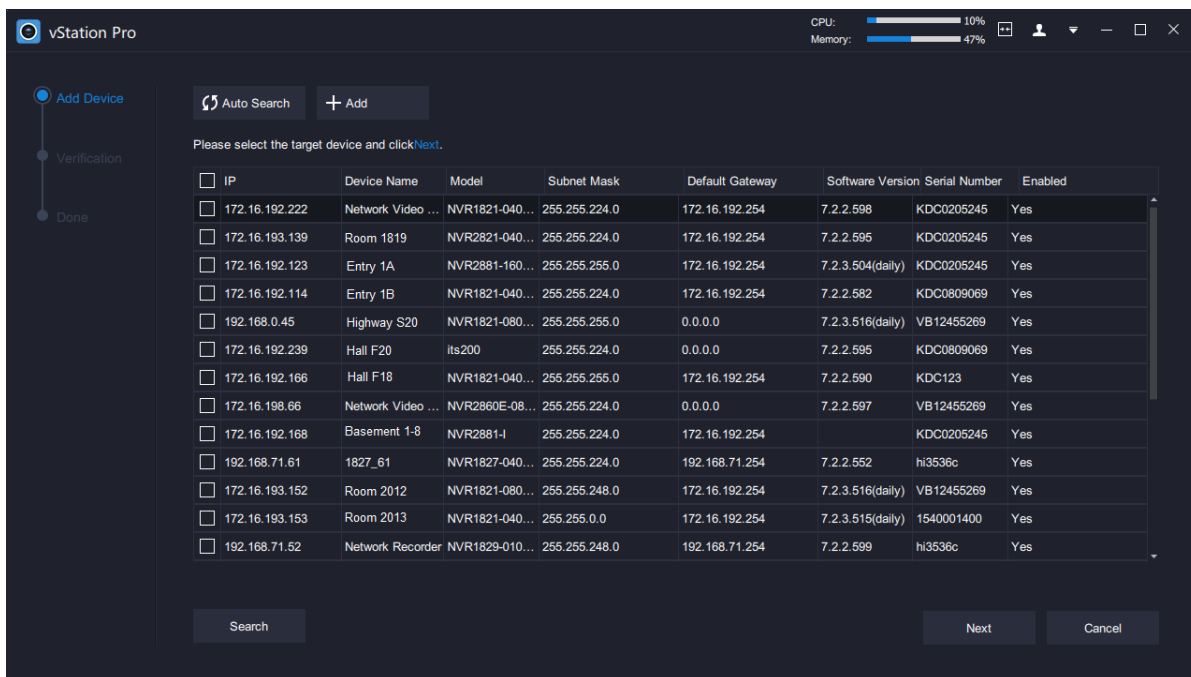 vStation Pro
CPU: 10%
Memory: 47%
Add Device
Verification
Done
Auto Search Add
Please select the target device and clickNext.
IP Device Name Model Subnet Mask Default Gateway Software Version Serial Number Enabled
172.16.192.222 Network Video ... NVR1821-040... 255.255.224.0 172.16.192.254 7.2.2.598 KDC0205245 Yes
172.16.193.139 Room 1819 NVR2821-040... 255.255.224.0 172.16.192.254 7.2.2.595 KDC0205245 Yes
172.16.192.123 Entry 1A NVR2881-160... 255.255.255.0 172.16.192.254 7.2.3.504(daily) KDC0205245 Yes
172.16.192.114 Entry 1B NVR1821-040... 255.255.224.0 172.16.192.254 7.2.2.582 KDC0809069 Yes
192.168.0.45 Highway S20 NVR1821-080... 255.255.255.0 0.0.0.0 7.2.3.516(daily) VB12455269 Yes
172.16.192.239 Hall F20 its200 255.255.224.0 0.0.0.0 7.2.2.595 KDC0809069 Yes
172.16.192.166 Hall F18 NVR1821-040... 255.255.255.0 172.16.192.254 7.2.2.590 KDC123 Yes
172.16.198.66 Network Video ... NVR2860E-08... 255.255.224.0 0.0.0.0 7.2.2.597 VB12455269 Yes
172.16.192.168 Basement 1-8 NVR2881-I 255.255.224.0 172.16.192.254 KDC0205245 Yes
192.168.71.61 1827_61 NVR1827-040... 255.255.224.0 192.168.71.254 7.2.2.552 hi3536c Yes
172.16.193.152 Room 2012 NVR1821-080... 255.255.248.0 172.16.192.254 7.2.3.516(daily) VB12455269 Yes
172.16.193.153 Room 2013 NVR1821-040... 255.255.0.0 172.16.192.254 7.2.3.515(daily) 1540001400 Yes
192.168.71.52 Network Recorder NVR1829-010... 255.255.248.0 192.168.71.254 7.2.2.599 hi3536c Yes
Search Next Cancel